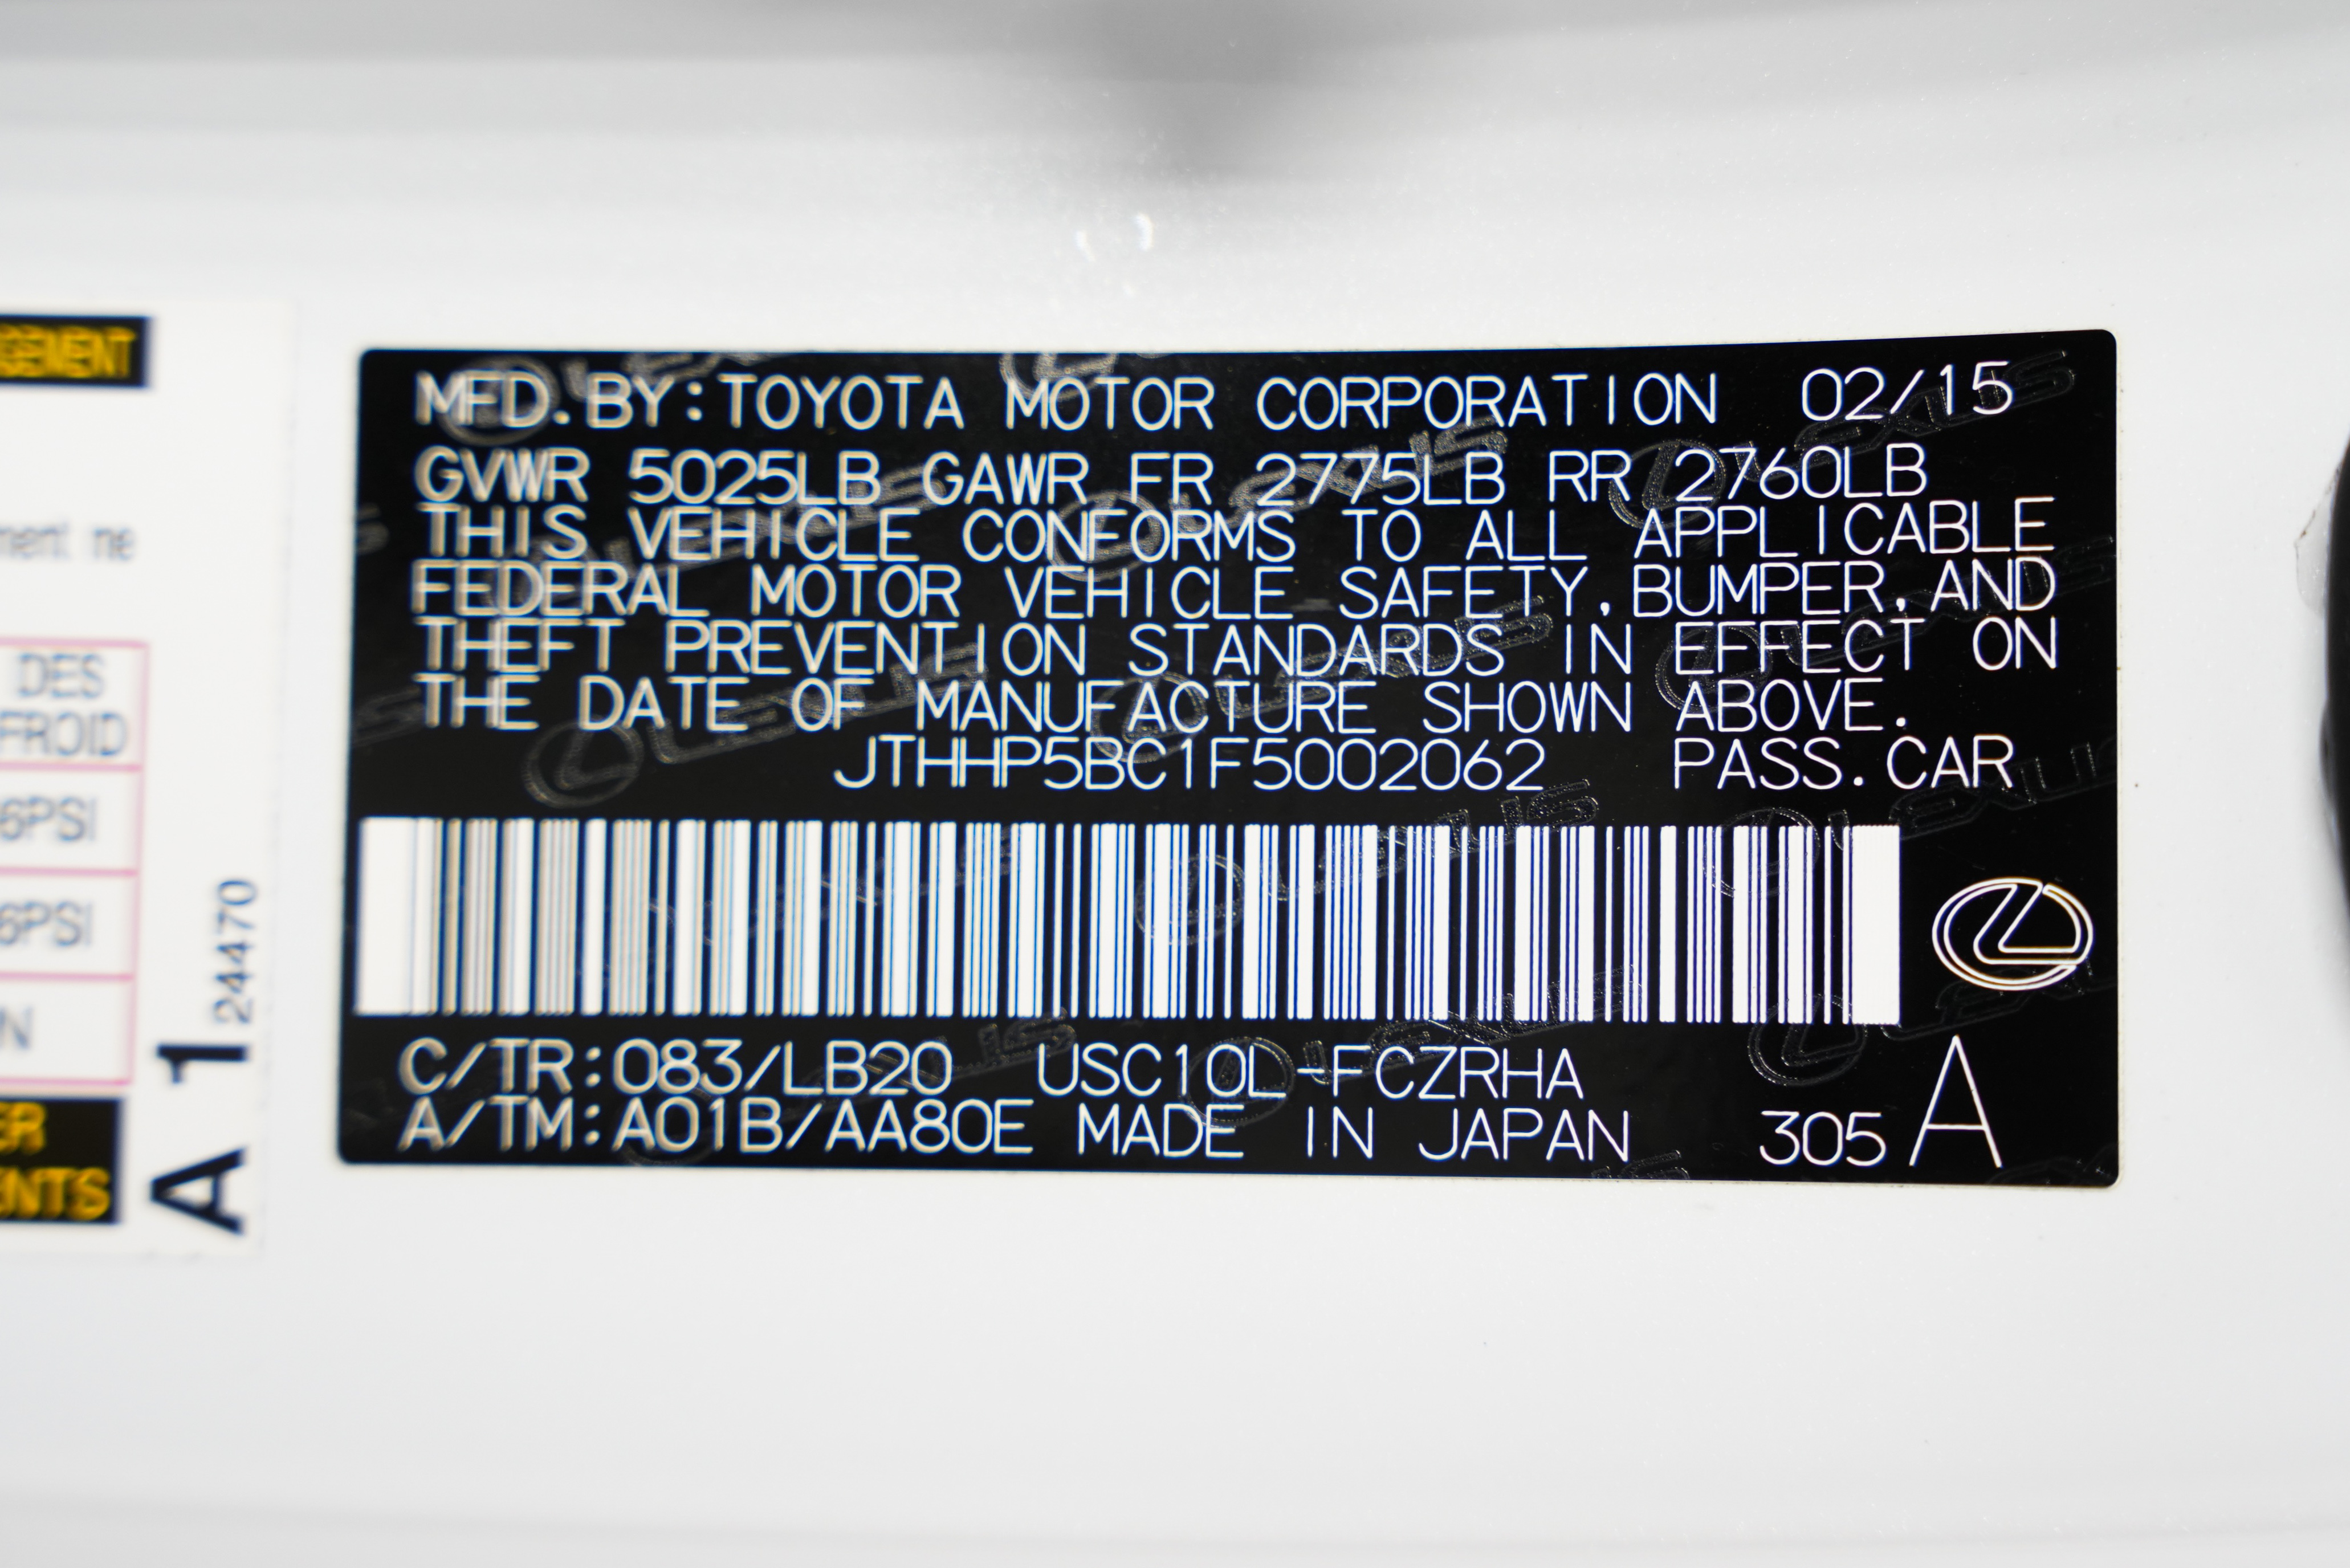 MFD.BY:TOYOTA MOTOR CORPORATION 02/15
GVWR 5025LB GAWR FR 2775LB RR 2760LB
THIS VEHICLE CONFORMS TO ALL APPLICABLE
FEDERAL MOTOR VEHICLE SAFETY,BUMPER,AND
THEFT PREVENTION STANDARDS IN EFFECT ON
THE DATE OF MANUFACTURE SHOWN ABOVE.
JTHHP5BC1F5002062 PASS.CAR
C/TR:083/LB20 USC10L-FCZRHA
A/TM:A01B/AA80E MADE IN JAPAN 305 A
DES
FROID
6PSI
6PSI
A 1 24470
LEXUS